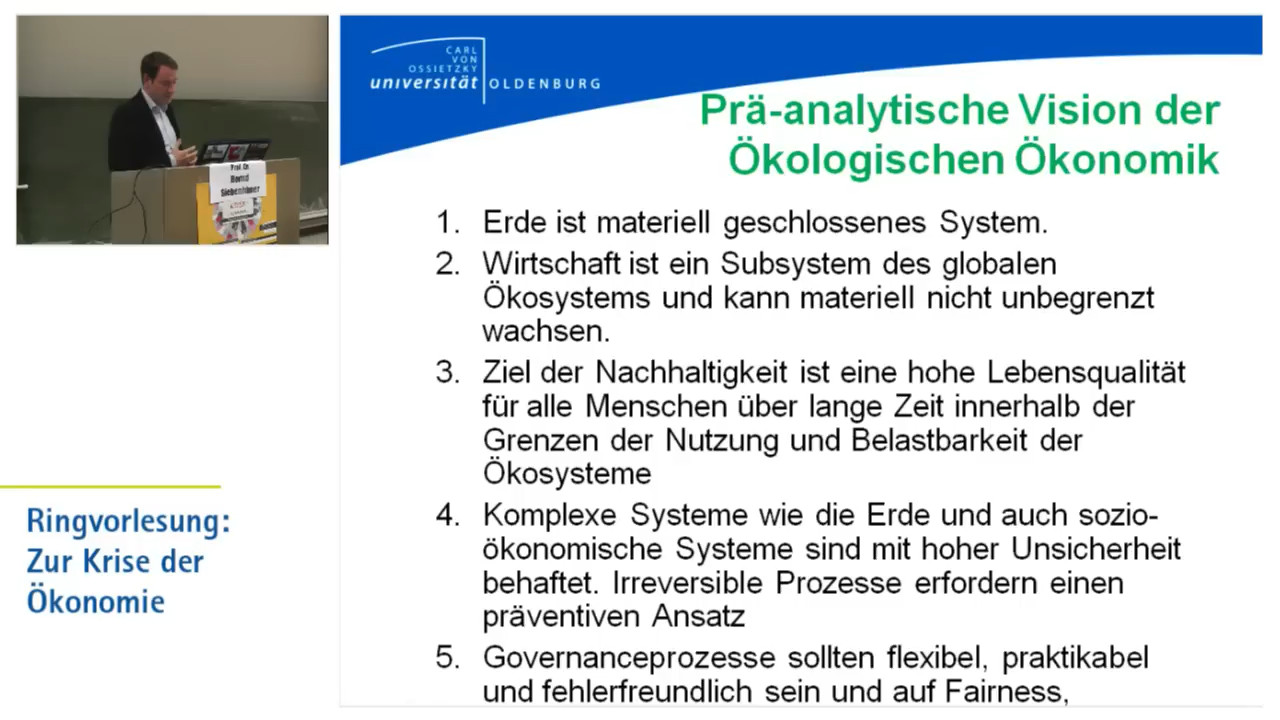 CARL
VON
OSSIETZKY
universität OLDENBURG
Prä-analytische Vision der
Ökologischen Ökonomik
Prof. Dr.
Bernd
Siebenhüner
1. Erde ist materiell geschlossenes System.
2. Wirtschaft ist ein Subsystem des globalen
Ökosystems und kann materiell nicht unbegrenzt
wachsen.
3. Ziel der Nachhaltigkeit ist eine hohe Lebensqualität
für alle Menschen über lange Zeit innerhalb der
Grenzen der Nutzung und Belastbarkeit der
Ökosysteme
4. Komplexe Systeme wie die Erde und auch sozio-
ökonomische Systeme sind mit hoher Unsicherheit
behaftet. Irreversible Prozesse erfordern einen
präventiven Ansatz
5. Governanceprozesse sollten flexibel, praktikabel
und fehlerfreundlich sein und auf Fairness,
Ringvorlesung:
Zur Krise der
Ökonomie